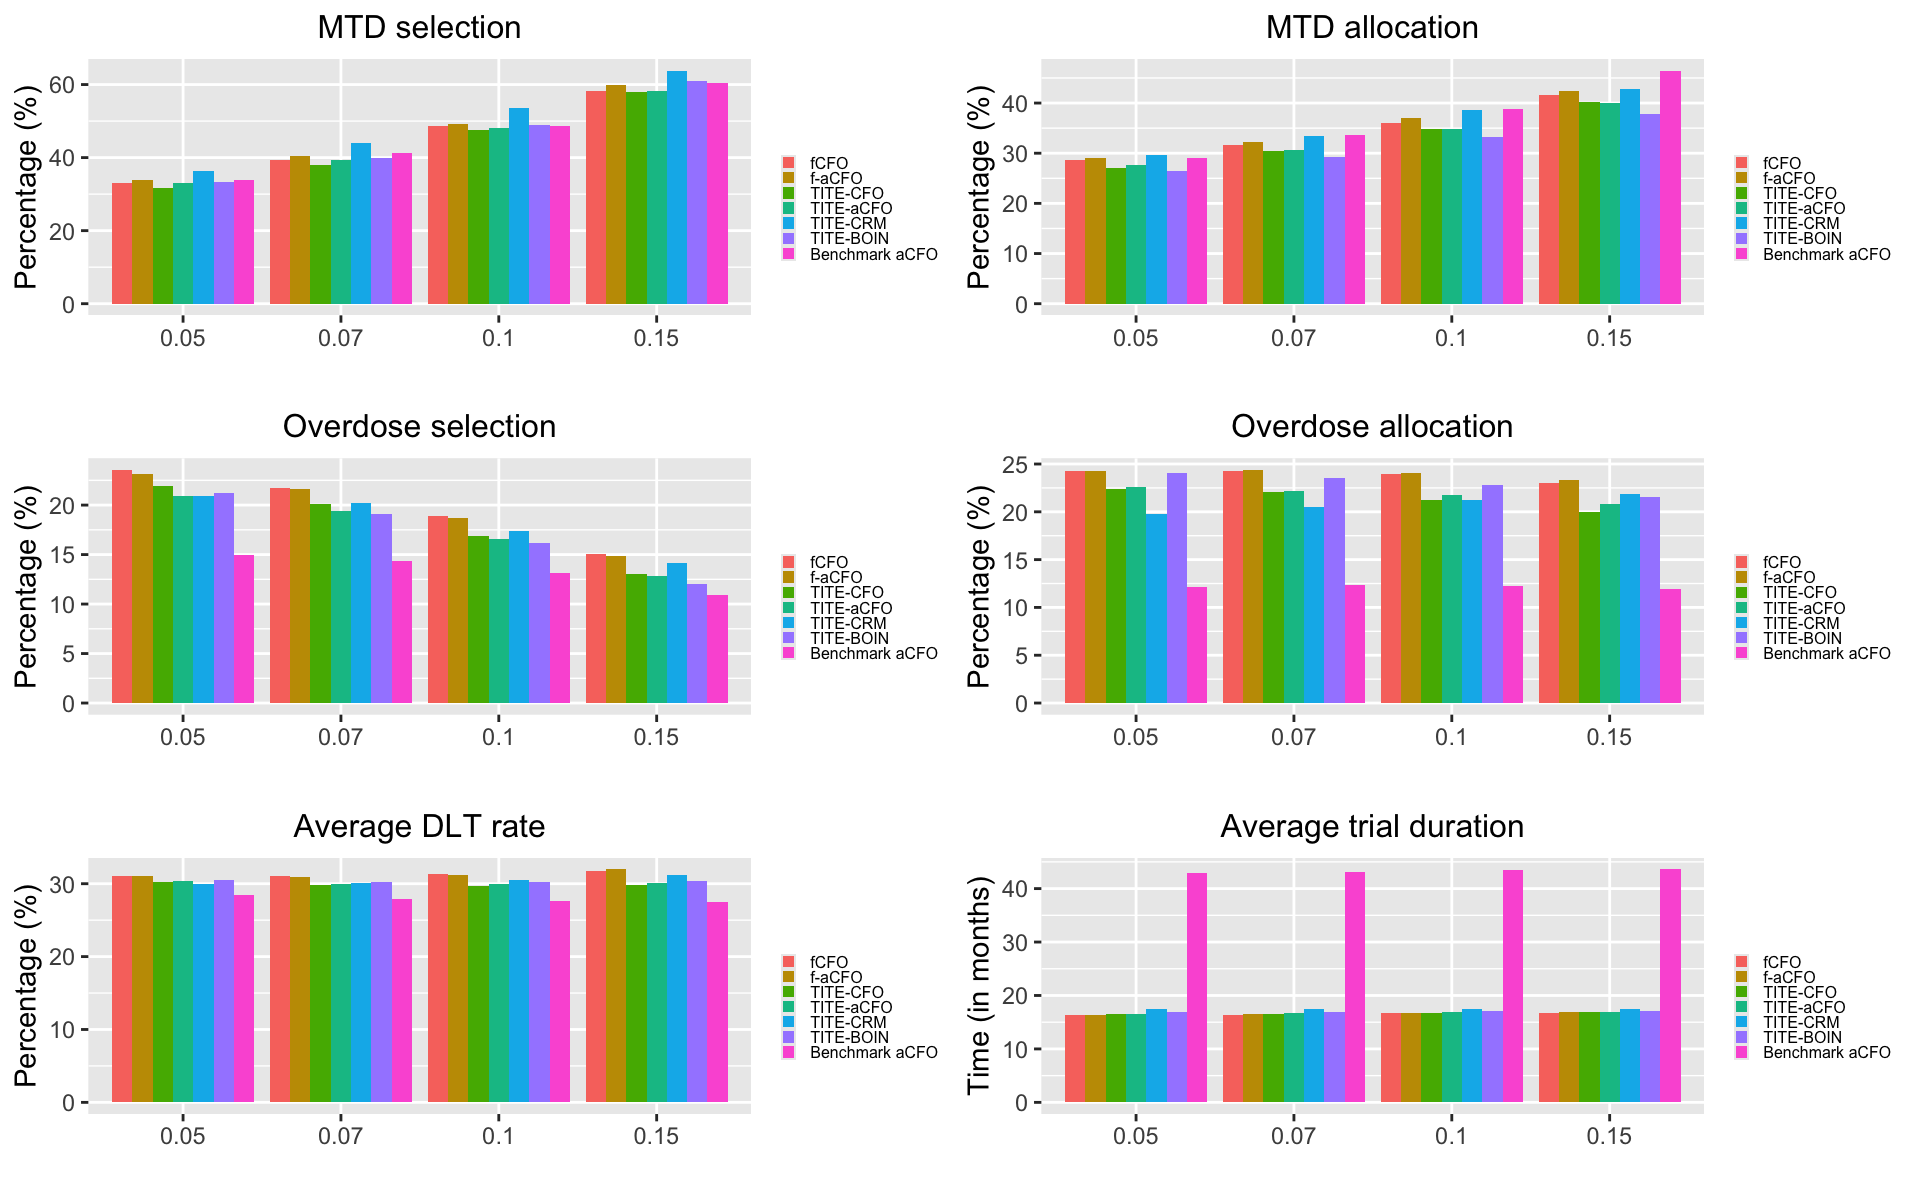 MTD selection
Percentage (%)
60
40
20
0
0.05 0.07 0.1 0.15
fCFO
f-aCFO
TITE-CFO
TITE-aCFO
TITE-CRM
TITE-BOIN
Benchmark aCFO
MTD allocation
Percentage (%)
40
30
20
10
0
0.05 0.07 0.1 0.15
fCFO
f-aCFO
TITE-CFO
TITE-aCFO
TITE-CRM
TITE-BOIN
Benchmark aCFO
Overdose selection
Percentage (%)
20
15
10
5
0
0.05 0.07 0.1 0.15
fCFO
f-aCFO
TITE-CFO
TITE-aCFO
TITE-CRM
TITE-BOIN
Benchmark aCFO
Overdose allocation
Percentage (%)
25
20
15
10
5
0
0.05 0.07 0.1 0.15
fCFO
f-aCFO
TITE-CFO
TITE-aCFO
TITE-CRM
TITE-BOIN
Benchmark aCFO
Average DLT rate
Percentage (%)
30
20
10
0
0.05 0.07 0.1 0.15
fCFO
f-aCFO
TITE-CFO
TITE-aCFO
TITE-CRM
TITE-BOIN
Benchmark aCFO
Average trial duration
Time (in months)
40
30
20
10
0
0.05 0.07 0.1 0.15
fCFO
f-aCFO
TITE-CFO
TITE-aCFO
TITE-CRM
TITE-BOIN
Benchmark aCFO